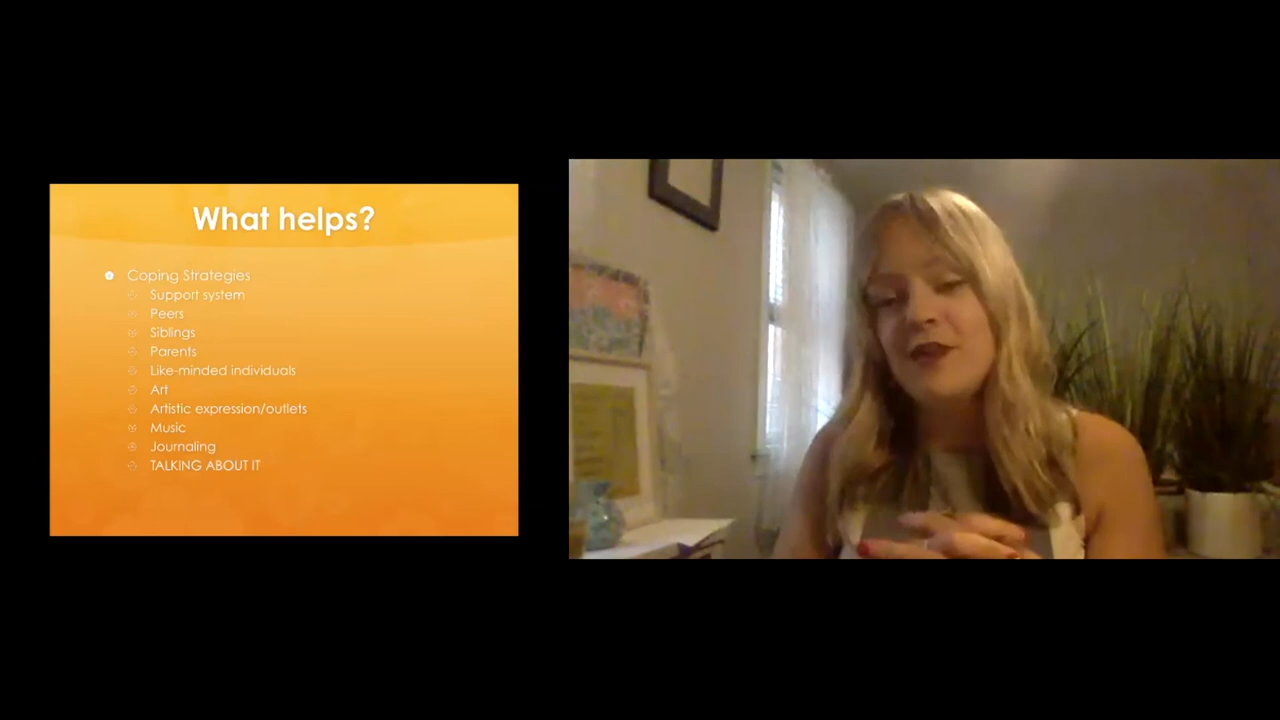 What helps?
Coping Strategies
Support system
Peers
Siblings
Parents
Like-minded individuals
Art
Artistic expression/outlets
Music
Journaling
TALKING ABOUT IT